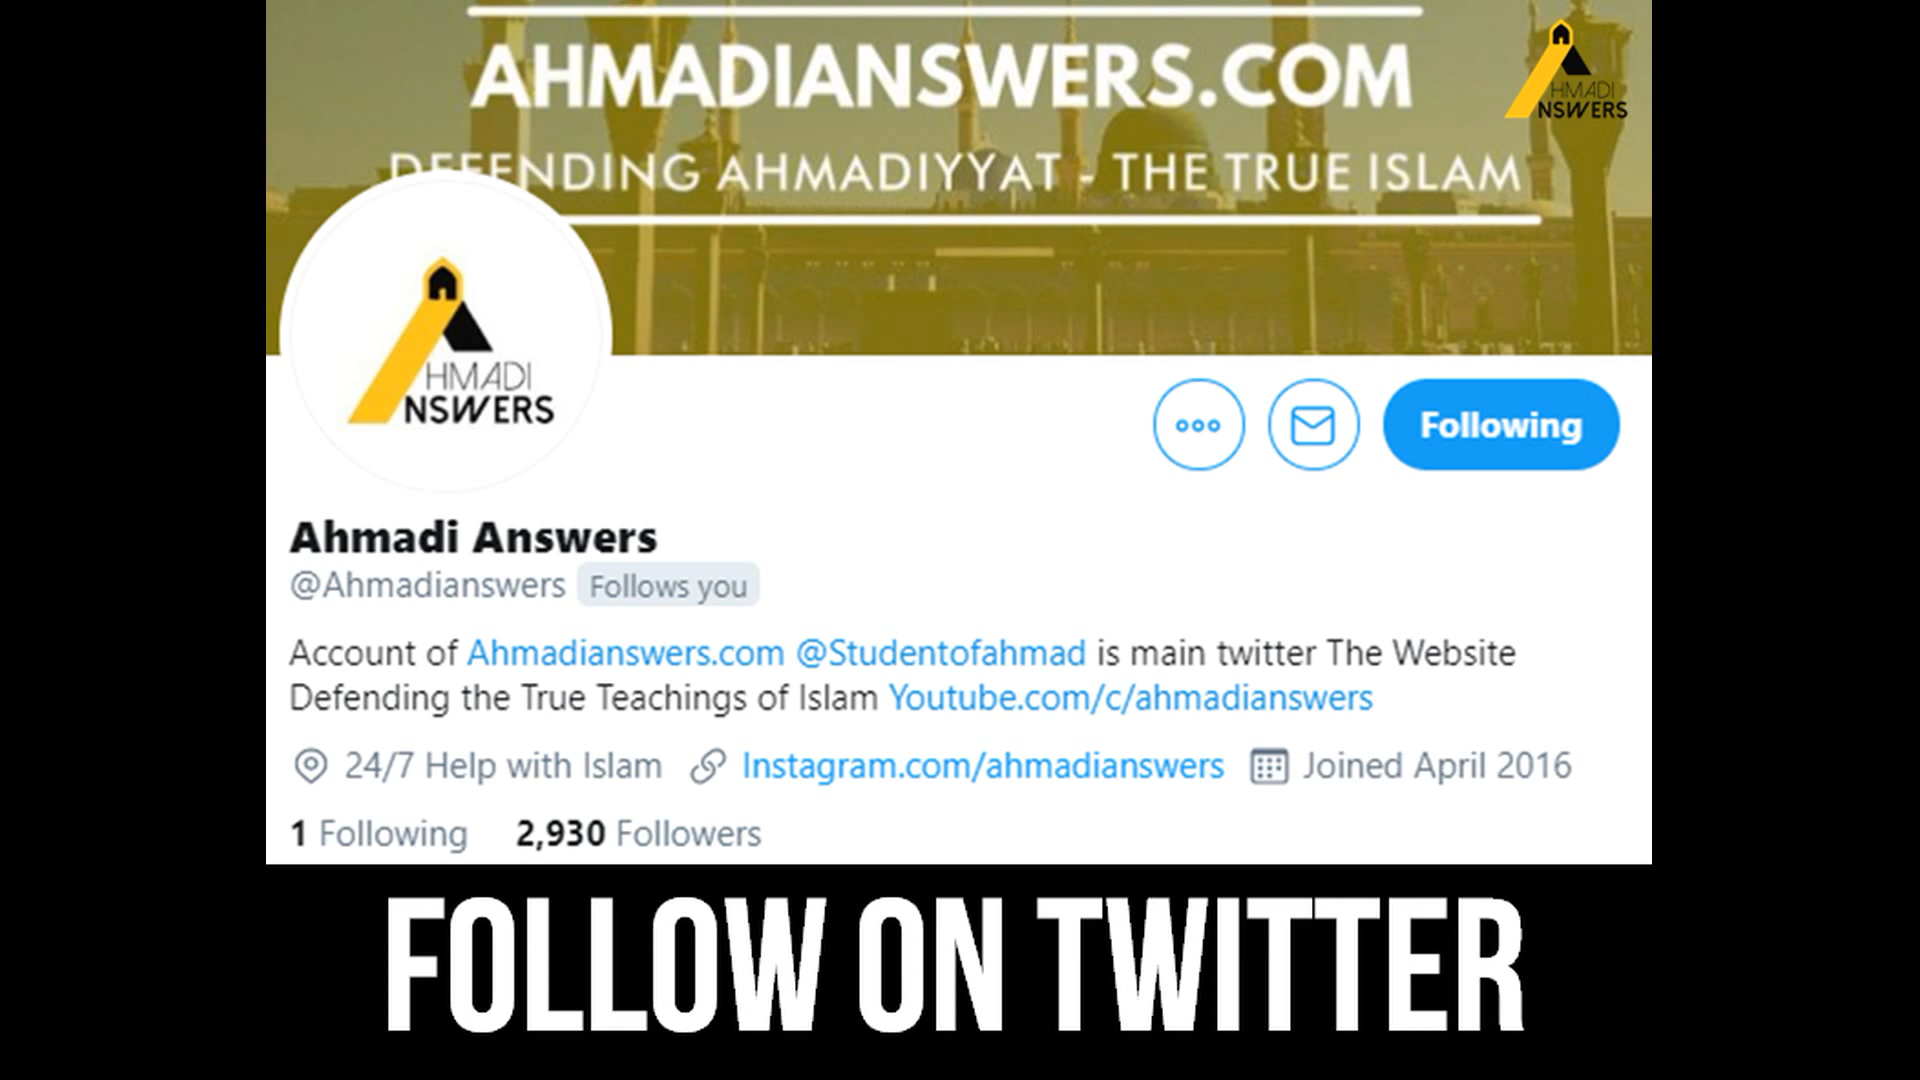 AHMADIANSWERS.COM
HMADI
NSWERS
DEFENDING AHMADIYYAT - THE TRUE ISLAM
HMADI
NSWERS
Following
Ahmadi Answers
@Ahmadianswers Follows you
Account of Ahmadianswers.com @Studentofahmad is main twitter The Website
Defending the True Teachings of Islam Youtube.com/c/ahmadianswers
24/7 Help with Islam Instagram.com/ahmadianswers Joined April 2016
1 Following 2,930 Followers
FOLLOW ON TWITTER